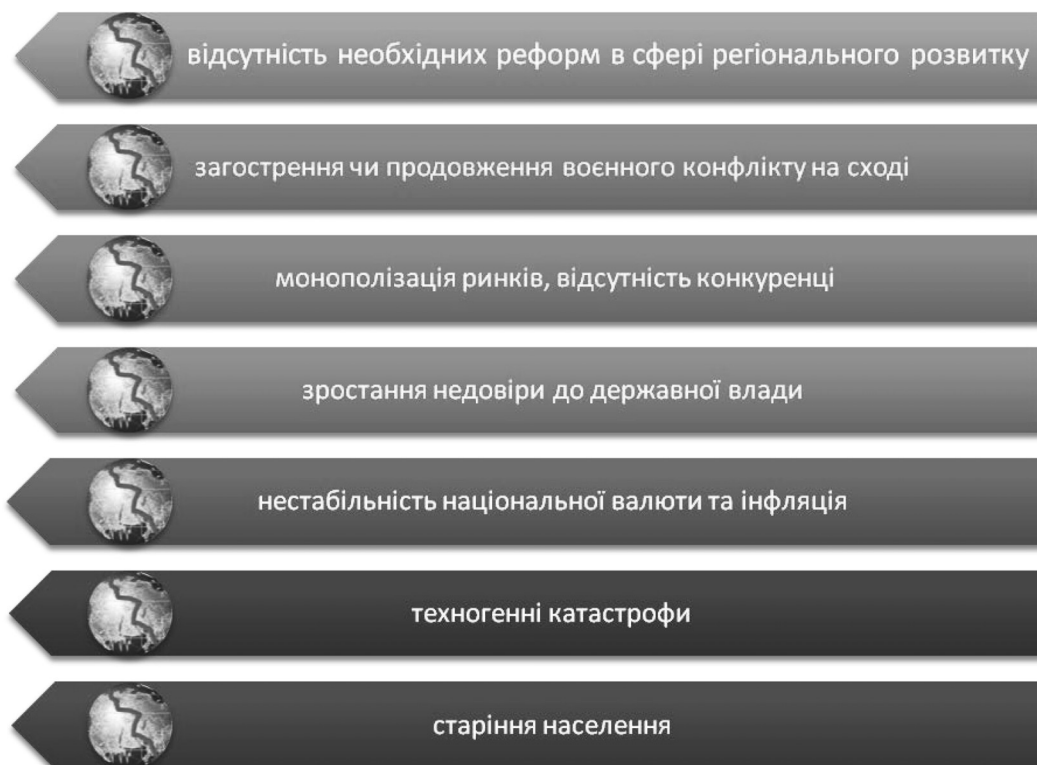 відсутність необхідних реформ в сфері регіонального розвитку
загострення чи продовження воєнного конфлікту на сході
монополізація ринків, відсутність конкуренці
зростання недовіри до державної влади
нестабільність національної валюти та інфляція
техногенні катастрофи
старіння населення